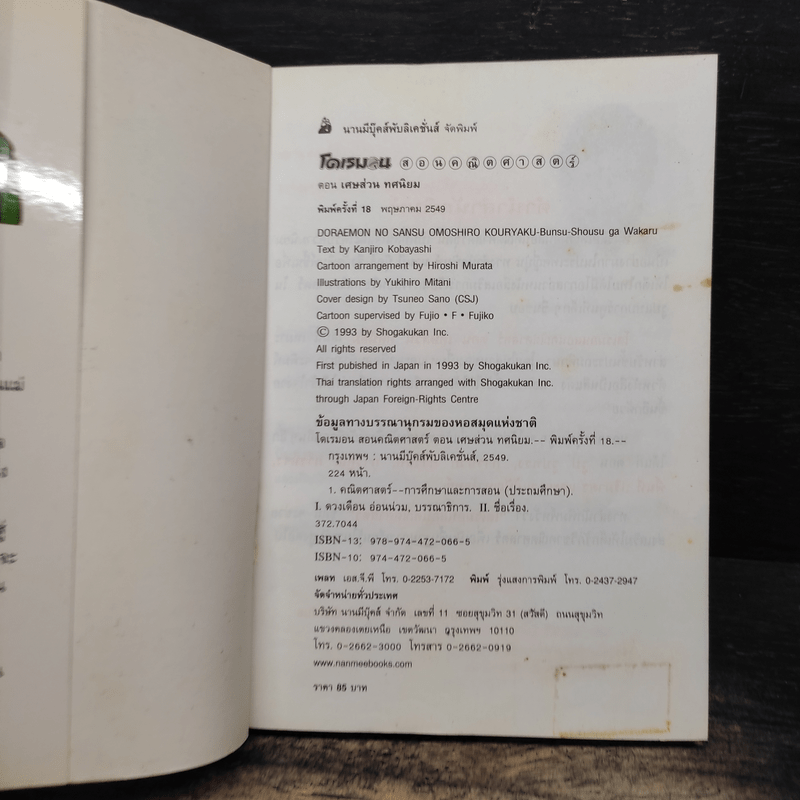 นานมีบุ๊คส์พับลิเคชั่นส์ จัดพิมพ์
โดเรมอน สอนคณิตศาสตร์
ตอน เศษส่วน ทศนิยม
พิมพ์ครั้งที่ 18 พฤษภาคม 2549
DORAEMON NO SANSU OMOSHIRO KOURYAKU-Bunsu-Shousu ga Wakaru
Text by Kanjiro Kobayashi
Cartoon arrangement by Hiroshi Murata
Illustrations by Yukihiro Mitani
Cover design by Tsuneo Sano (CSJ)
Cartoon supervised by Fujio • F • Fujiko
© 1993 by Shogakukan Inc.
All rights reserved
First pubished in Japan in 1993 by Shogakukan Inc.
Thai translation rights arranged with Shogakukan Inc.
through Japan Foreign-Rights Centre
ข้อมูลทางบรรณานุกรมของหอสมุดแห่งชาติ
โดเรมอน สอนคณิตศาสตร์ ตอน เศษส่วน ทศนิยม.-- พิมพ์ครั้งที่ 18.--
กรุงเทพฯ : นานมีบุ๊คส์พับลิเคชั่นส์, 2549.
224 หน้า.
1. คณิตศาสตร์--การศึกษาและการสอน (ประถมศึกษา).
I. ดวงเดือน อ่อนน่วม, บรรณาธิการ. II. ชื่อเรื่อง.
372.7044
ISBN-13: 978-974-472-066-5
ISBN-10: 974-472-066-5
เพลท เอส.จี.พี โทร. 0-2253-7172 พิมพ์ รุ่งแสงการพิมพ์ โทร. 0-2437-2947
จัดจำหน่ายทั่วประเทศ
บริษัท นานมีบุ๊คส์ จำกัด เลขที่ 11 ซอยสุขุมวิท 31 (สวัสดี) ถนนสุขุมวิท
แขวงคลองเตยเหนือ เขตวัฒนา กรุงเทพฯ 10110
โทร. 0-2662-3000 โทรสาร 0-2662-0919
www.nanmeebooks.com
ราคา 85 บาท